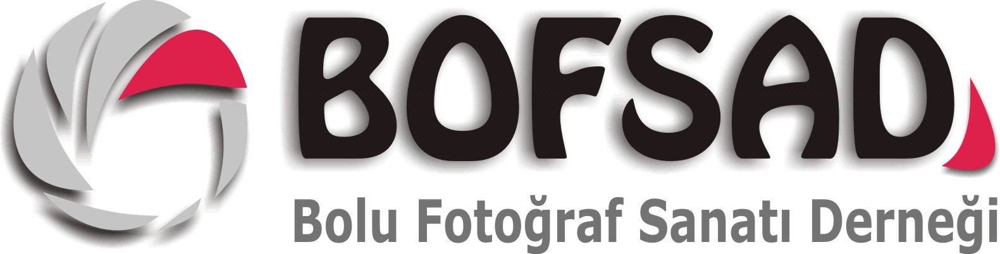 BOFSAD
Bolu Fotoğraf Sanatı Derneği